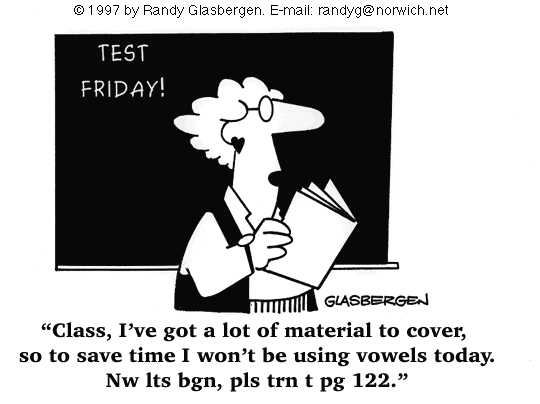 © 1997 by Randy Glasbergen. E-mail: randyg@norwich.net
TEST
FRIDAY!
GLASBERGEN
“Class, I’ve got a lot of material to cover,
so to save time I won’t be using vowels today.
Nw lts bgn, pls trn t pg 122.”